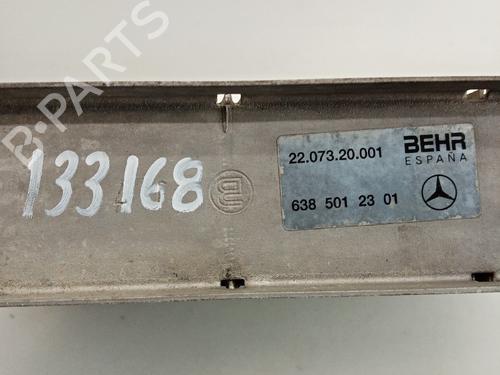 B-PARTS
133168
22.073.20.001
BEHR
ESPAÑA
638 501 23 01